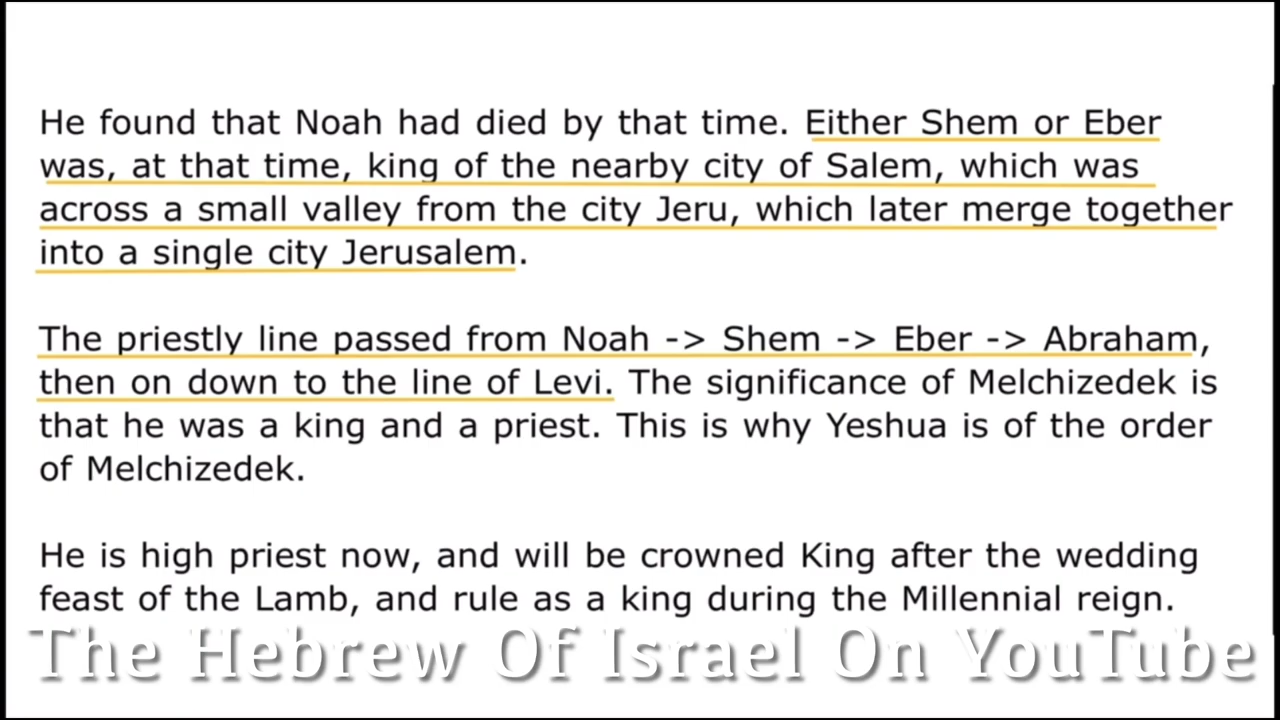 He found that Noah had died by that time. Either Shem or Eber
was, at that time, king of the nearby city of Salem, which was
across a small valley from the city Jeru, which later merge together
into a single city Jerusalem.
The priestly line passed from Noah -> Shem -> Eber -> Abraham,
then on down to the line of Levi. The significance of Melchizedek is
that he was a king and a priest. This is why Yeshua is of the order
of Melchizedek.
He is high priest now, and will be crowned King after the wedding
feast of the Lamb, and rule as a king during the Millennial reign.
The Hebrew Of Israel On YouTube